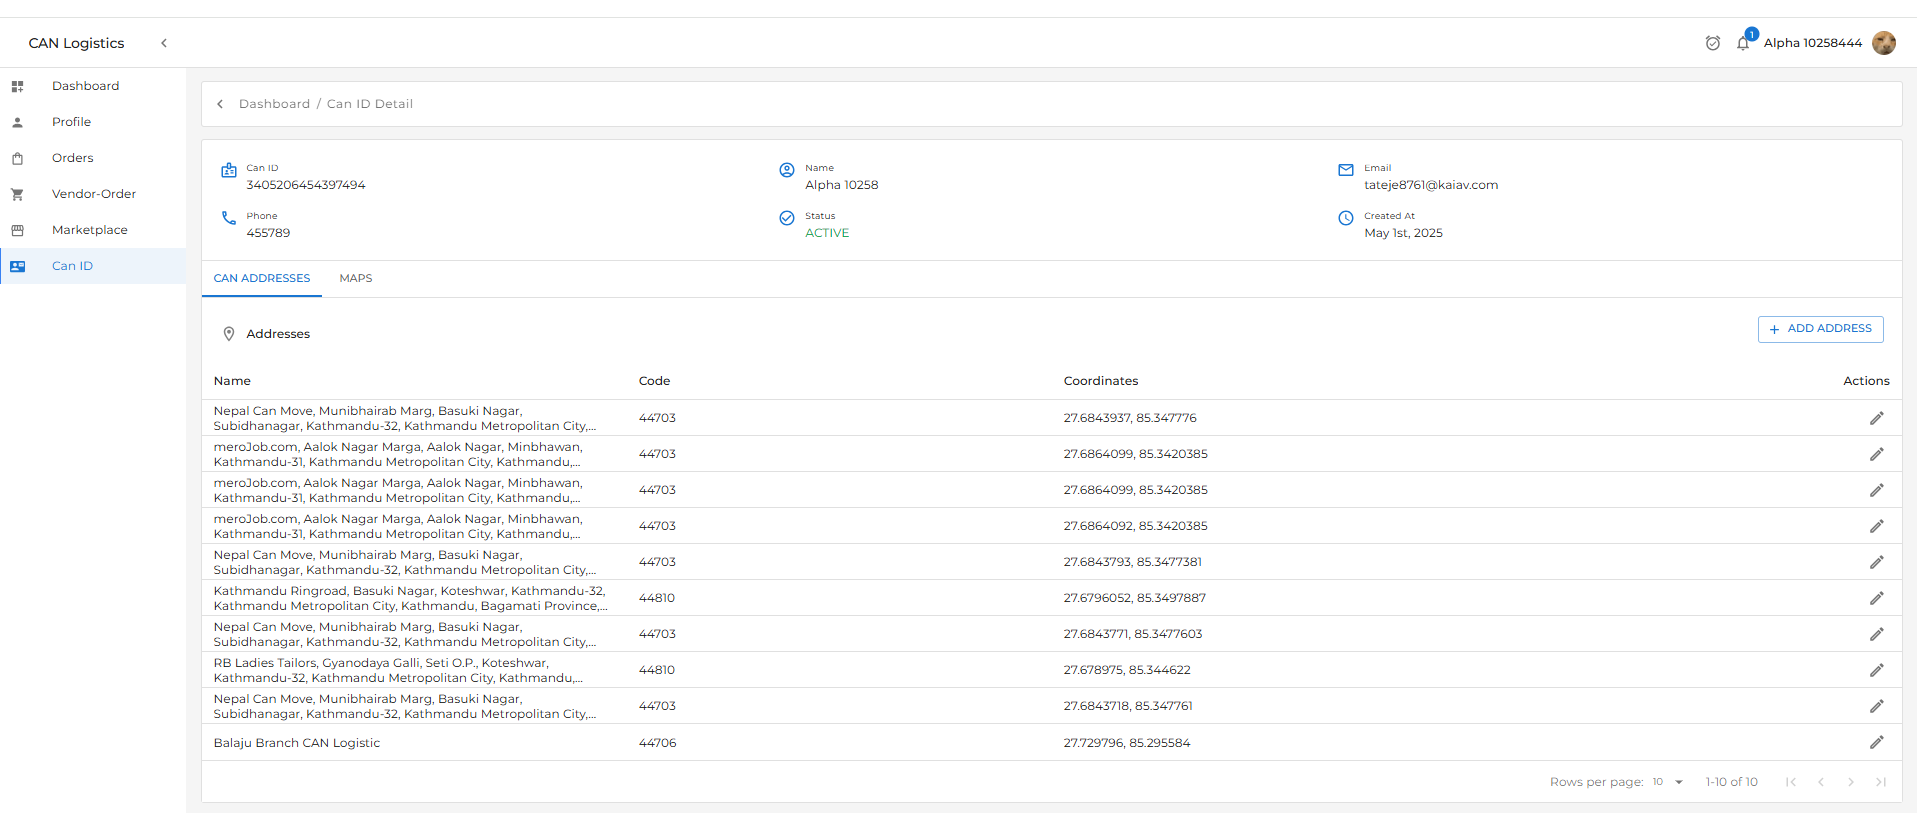 CAN Logistics
1
Alpha 10258444
Dashboard
Profile
Orders
Vendor-Order
Marketplace
Can ID
Dashboard / Can ID Detail
Can ID
3405206454397494
Name
Alpha 10258
Email
tateje8761@kaiav.com
Phone
455789
Status
ACTIVE
Created At
May 1st, 2025
CAN ADDRESSES
MAPS
Addresses
+ ADD ADDRESS
Name Code Coordinates Actions
Nepal Can Move, Munibhairab Marg, Basuki Nagar,
Subidhanagar, Kathmandu-32, Kathmandu Metropolitan City,...
44703
27.6843937, 85.347776
meroJob.com, Aalok Nagar Marga, Aalok Nagar, Minbhawan,
Kathmandu-31, Kathmandu Metropolitan City, Kathmandu,...
44703
27.6864099, 85.3420385
meroJob.com, Aalok Nagar Marga, Aalok Nagar, Minbhawan,
Kathmandu-31, Kathmandu Metropolitan City, Kathmandu,...
44703
27.6864099, 85.3420385
meroJob.com, Aalok Nagar Marga, Aalok Nagar, Minbhawan,
Kathmandu-31, Kathmandu Metropolitan City, Kathmandu,...
44703
27.6864092, 85.3420385
Nepal Can Move, Munibhairab Marg, Basuki Nagar,
Subidhanagar, Kathmandu-32, Kathmandu Metropolitan City,...
44703
27.6843793, 85.3477381
Kathmandu Ringroad, Basuki Nagar, Koteshwar, Kathmandu-32,
Kathmandu Metropolitan City, Kathmandu, Bagamati Province,...
44810
27.6796052, 85.3497887
Nepal Can Move, Munibhairab Marg, Basuki Nagar,
Subidhanagar, Kathmandu-32, Kathmandu Metropolitan City,...
44703
27.6843771, 85.3477603
RB Ladies Tailors, Gyanodaya Galli, Seti O.P., Koteshwar,
Kathmandu-32, Kathmandu Metropolitan City, Kathmandu,...
44810
27.678975, 85.344622
Nepal Can Move, Munibhairab Marg, Basuki Nagar,
Subidhanagar, Kathmandu-32, Kathmandu Metropolitan City,...
44703
27.6843718, 85.347761
Balaju Branch CAN Logistic
44706
27.729796, 85.295584
Rows per page: 10 1-10 of 10